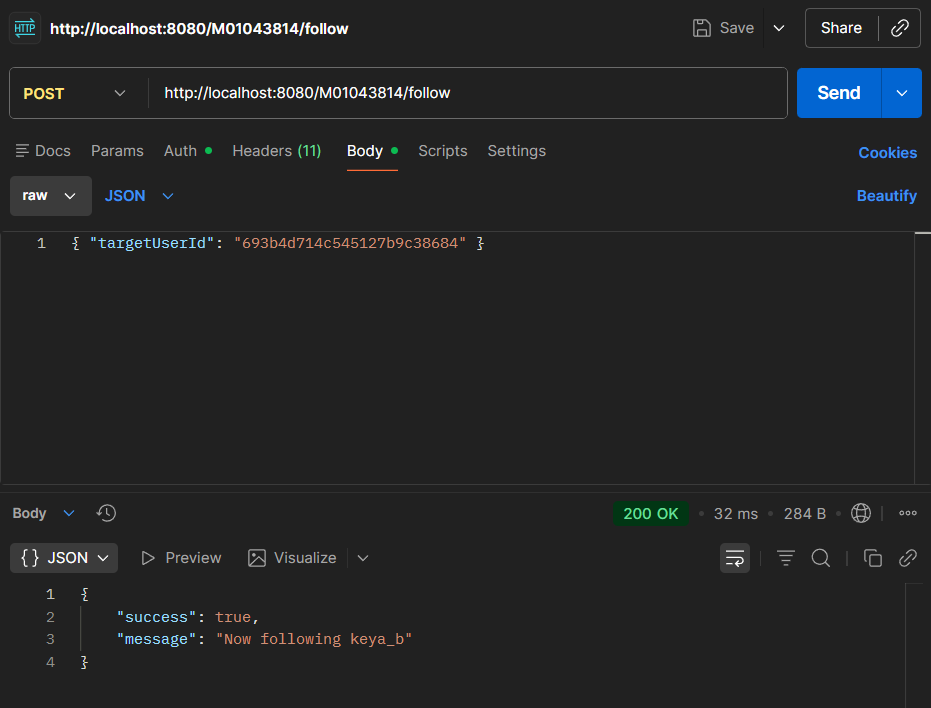 HTTP http://localhost:8080/M01043814/follow Save Share
POST http://localhost:8080/M01043814/follow Send
Docs Params Auth Headers (11) Body Scripts Settings Cookies
raw JSON Beautify
1 { "targetUserId": "693b4d714c545127b9c38684" }
Body 200 OK • 32 ms • 284 B
{} JSON Preview Visualize
1 {
2 "success": true,
3 "message": "Now following keya_b"
4 }